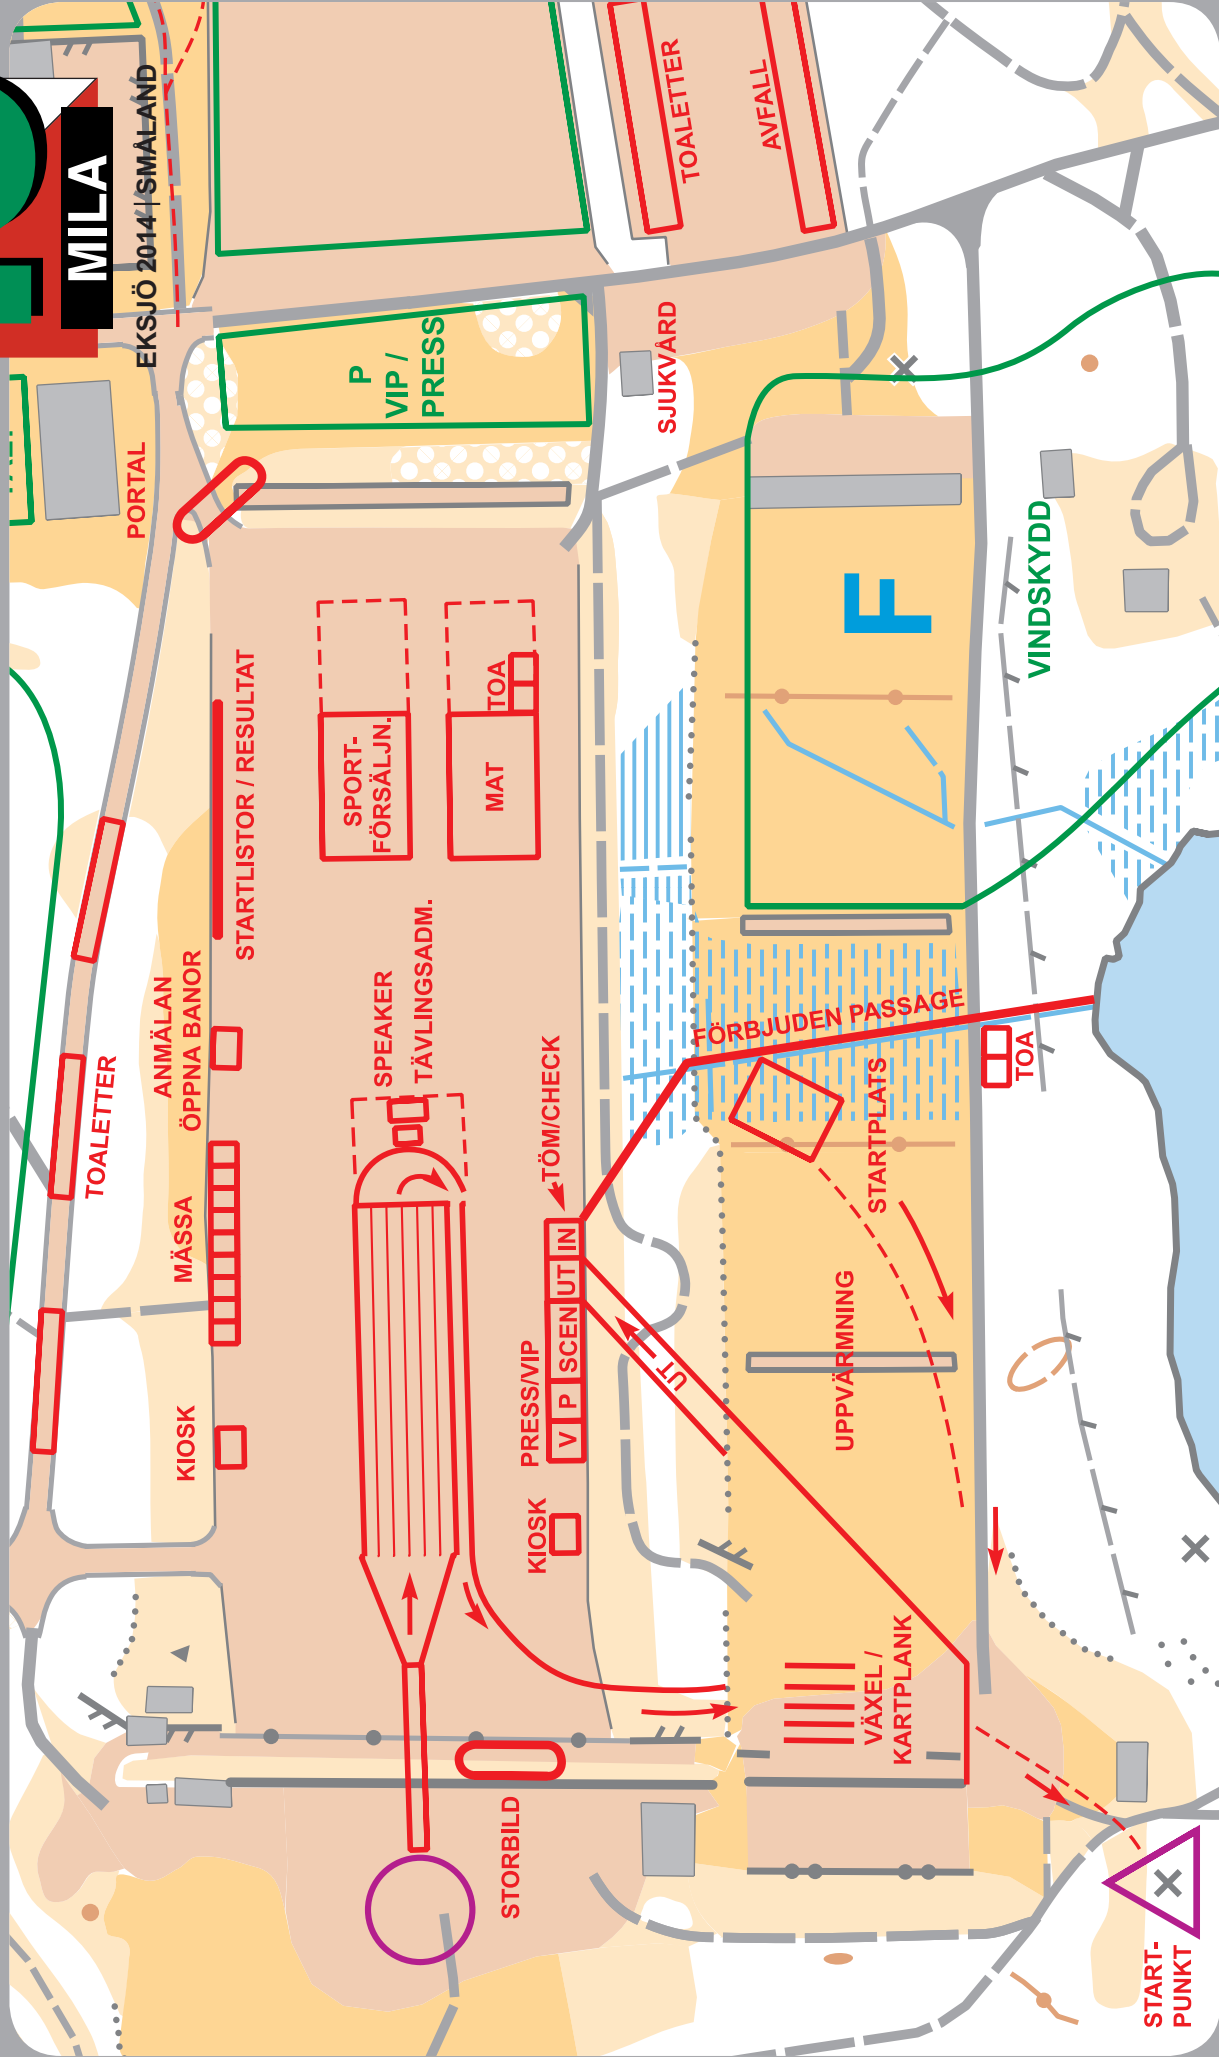 MILA
EKSJÖ 2014 | SMÅLAND
TOALETTER
AVFALL
P
VIP /
PRESS
SJUKVÅRD
PORTAL
F
VINDSKYDD
STARTLISTOR / RESULTAT
SPORT-
FÖRSÄLJN.
MAT
TOA
ANMÄLAN
ÖPPNA BANOR
SPEAKER
TÄVLINGSADM.
TOALETTER
MÄSSA
TÖM/CHECK
FÖRBJUDEN PASSAGE
STARTPLATS
TOA
IN
UT
SCEN
P
V
PRESS/VIP
UT
UPPVÄRMNING
KIOSK
KIOSK
VÄXEL /
KARTPLANK
STORBILD
START-
PUNKT